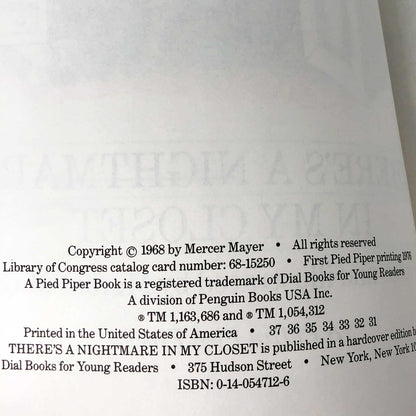 Copyright © 1968 by Mercer Mayer • All rights reserved
Library of Congress catalog card number: 68-15250 • First Pied Piper printing 1976
A Pied Piper Book is a registered trademark of Dial Books for Young Readers
A division of Penguin Books USA Inc.
® TM 1,163,686 and ® TM 1,054,312
Printed in the United States of America • 37 36 35 34 33 32 31
THERE'S A NIGHTMARE IN MY CLOSET is published in a hardcover edition b
Dial Books for Young Readers • 375 Hudson Street • New York, New York 10
ISBN: 0-14-054712-6